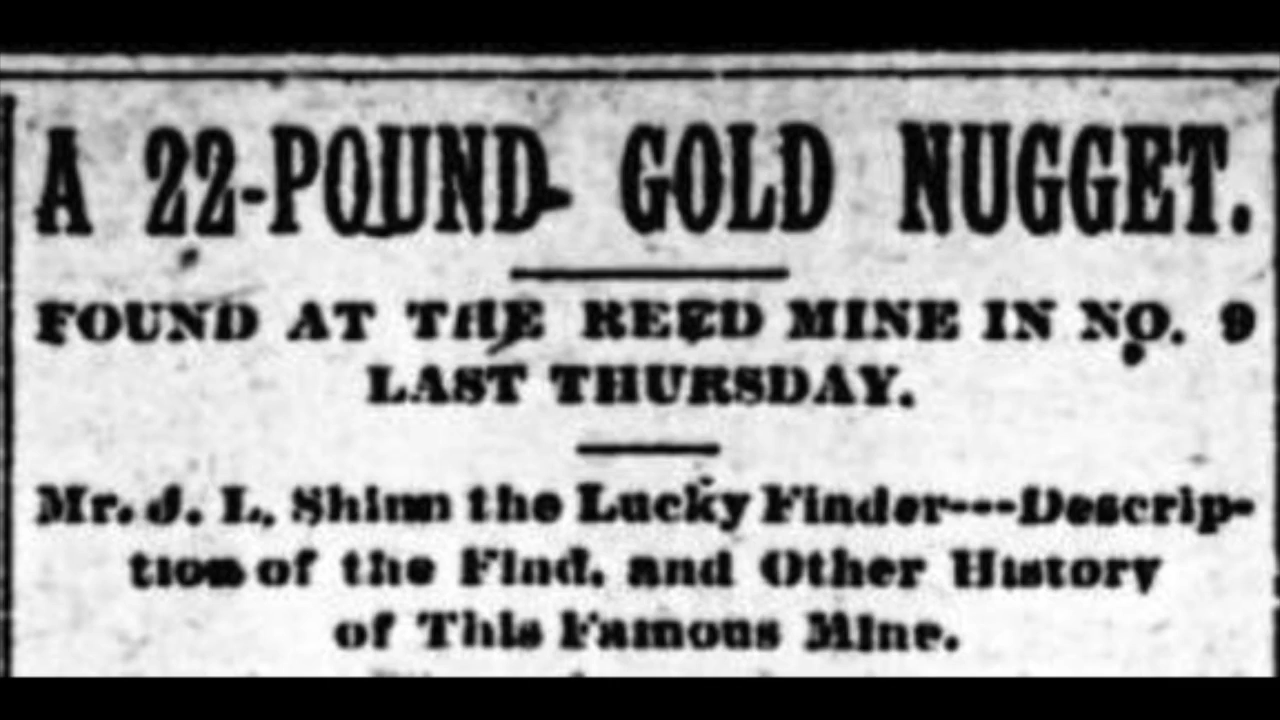 A 22-POUND GOLD NUGGET.
FOUND AT THE REED MINE IN NO. 9
LAST THURSDAY.
Mr. J. L. Shinn the Lucky Finder---Descrip-
tion of the Find, and Other History
of This Famous Mine.